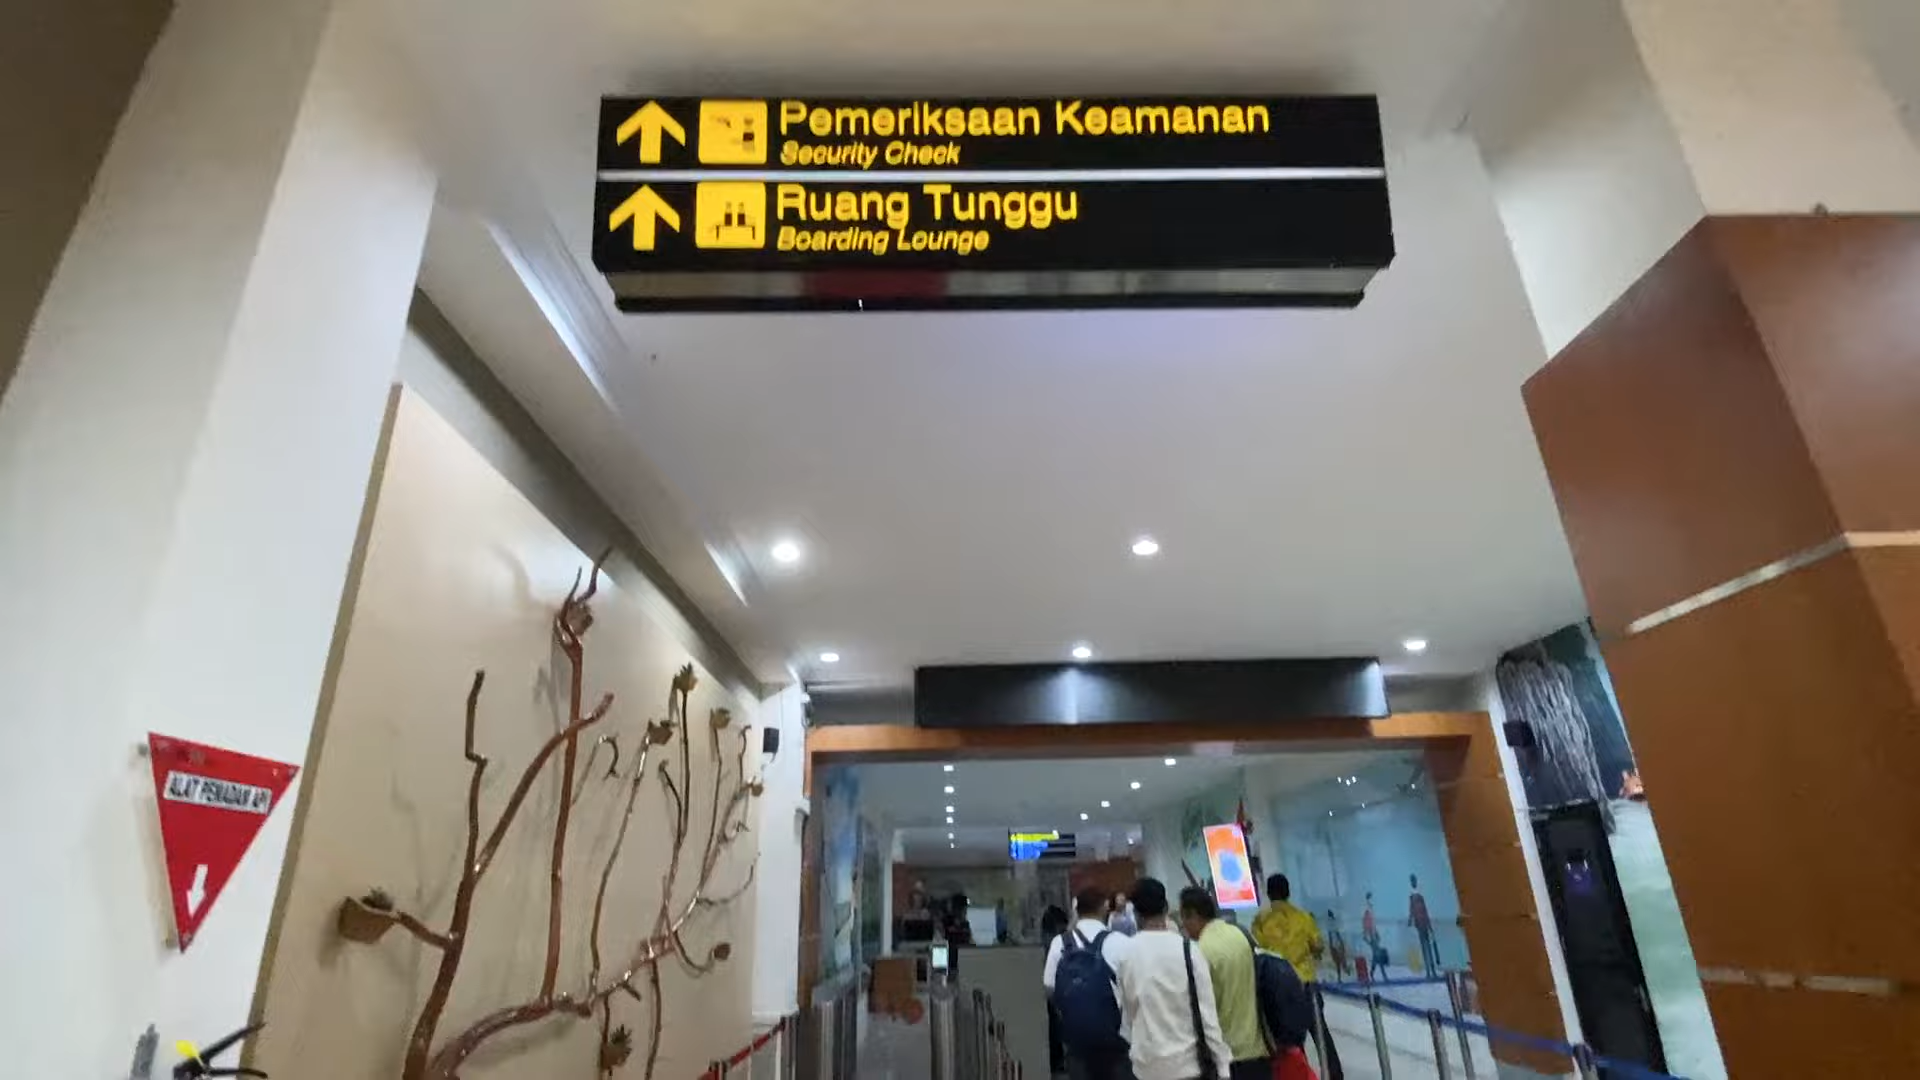 Pemeriksaan Keamanan
Security Check
Ruang Tunggu
Boarding Lounge
ALAT PEMADAM API